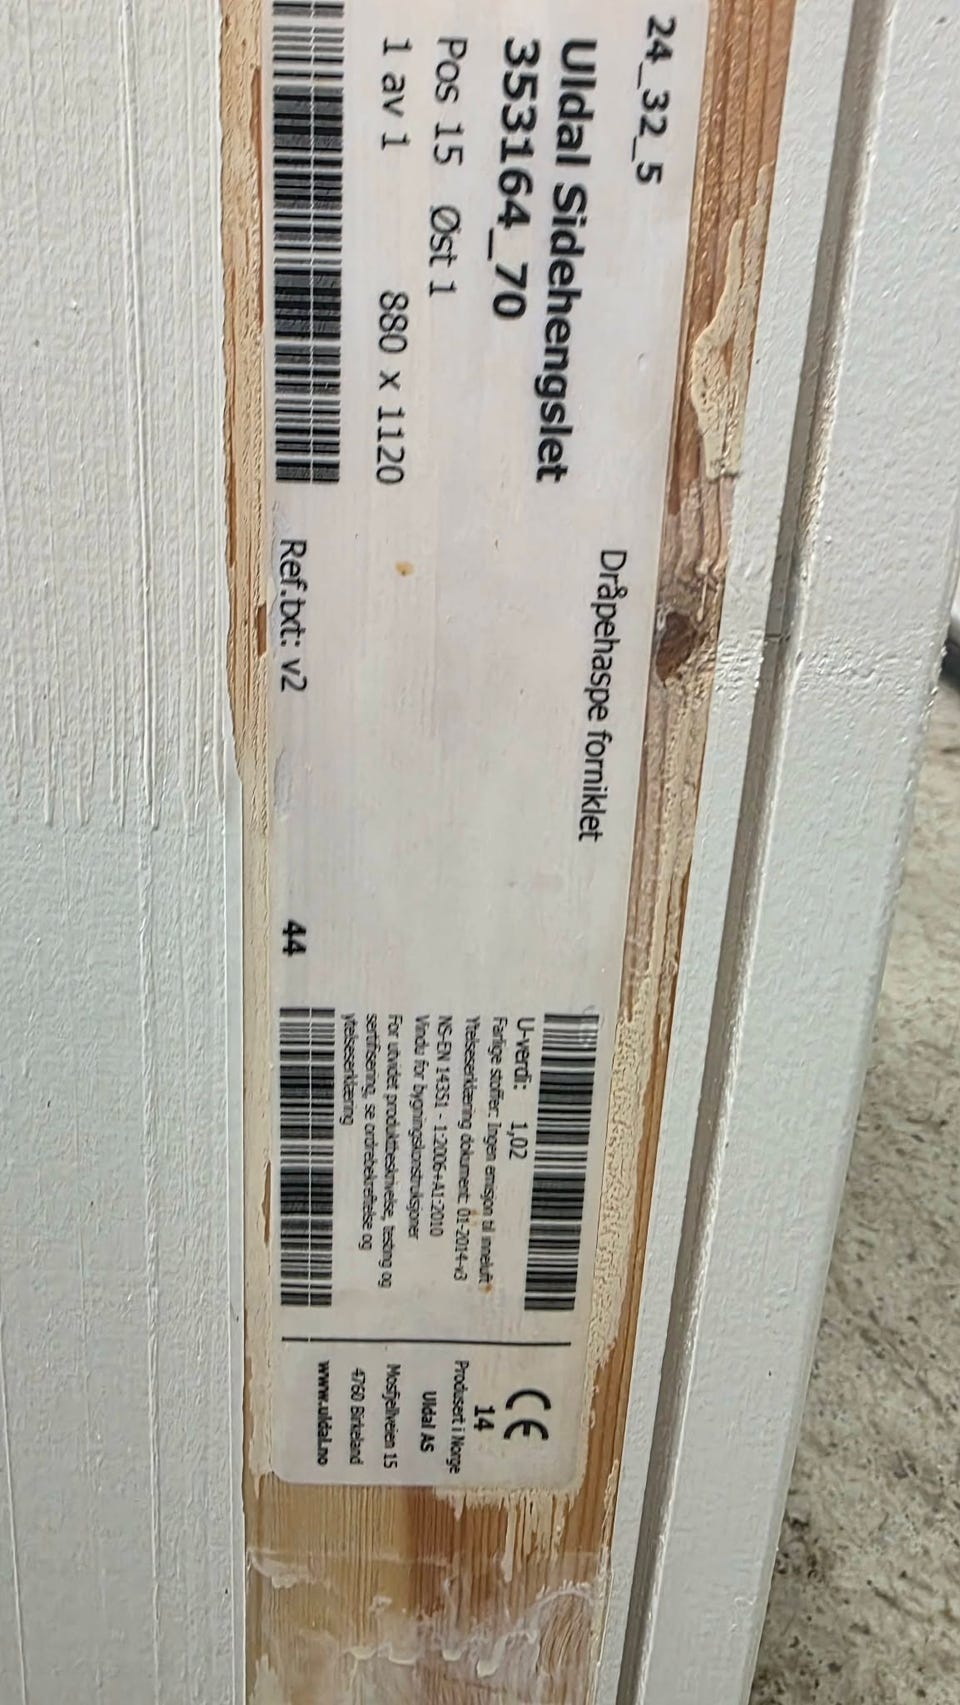 24_32_5
Dråpehaspe forniklet
Uldal Sidehengslet
353164_70
Pos 15 Øst 1
1 av 1 880 x 1120
Ref.txt: v2
44
U-verdi: 1,02
Farlige stoffer: Ingen emisjon til inneluft
Ytelseserklæring dokument: 01-2014-v3
NS-EN 14351 - 1:2006+A1:2010
Vindu for bygningskonstruksjoner
For utvidet produktbeskrivelse, testing og
sertifisering, se ordrebekreftelse og
ytelseserklæring
CE
14
Produsert i Norge
Uldal AS
Mosfjellveien 15
4760 Birkeland
www.uldal.no